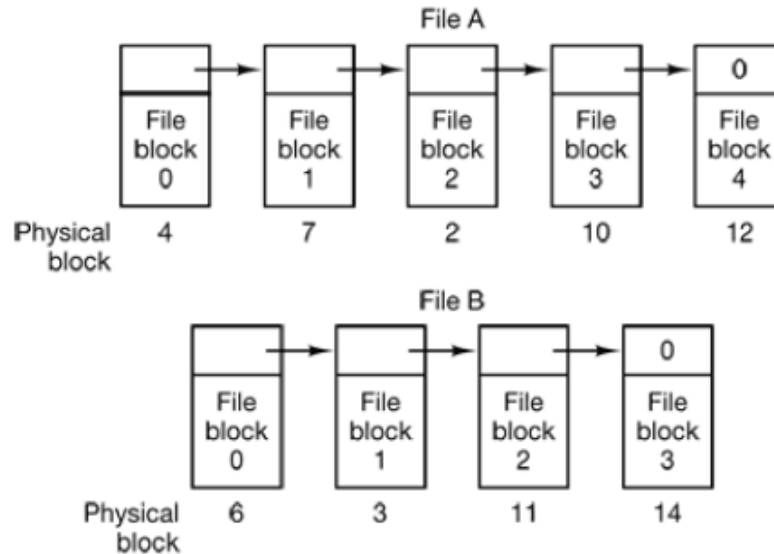 File A
0
File block 0
File block 1
File block 2
File block 3
File block 4
Physical block
4 7 2 10 12
File B
0
File block 0
File block 1
File block 2
File block 3
Physical block
6 3 11 14